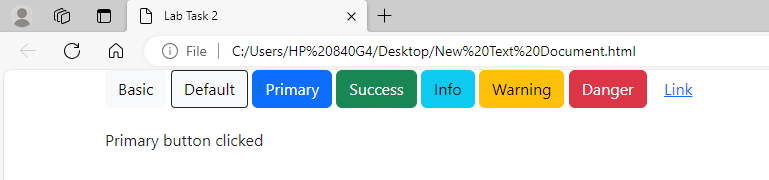 Lab Task 2
File | C:/Users/HP%20840G4/Desktop/New%20Text%20Document.html
Basic Default Primary Success Info Warning Danger Link
Primary button clicked